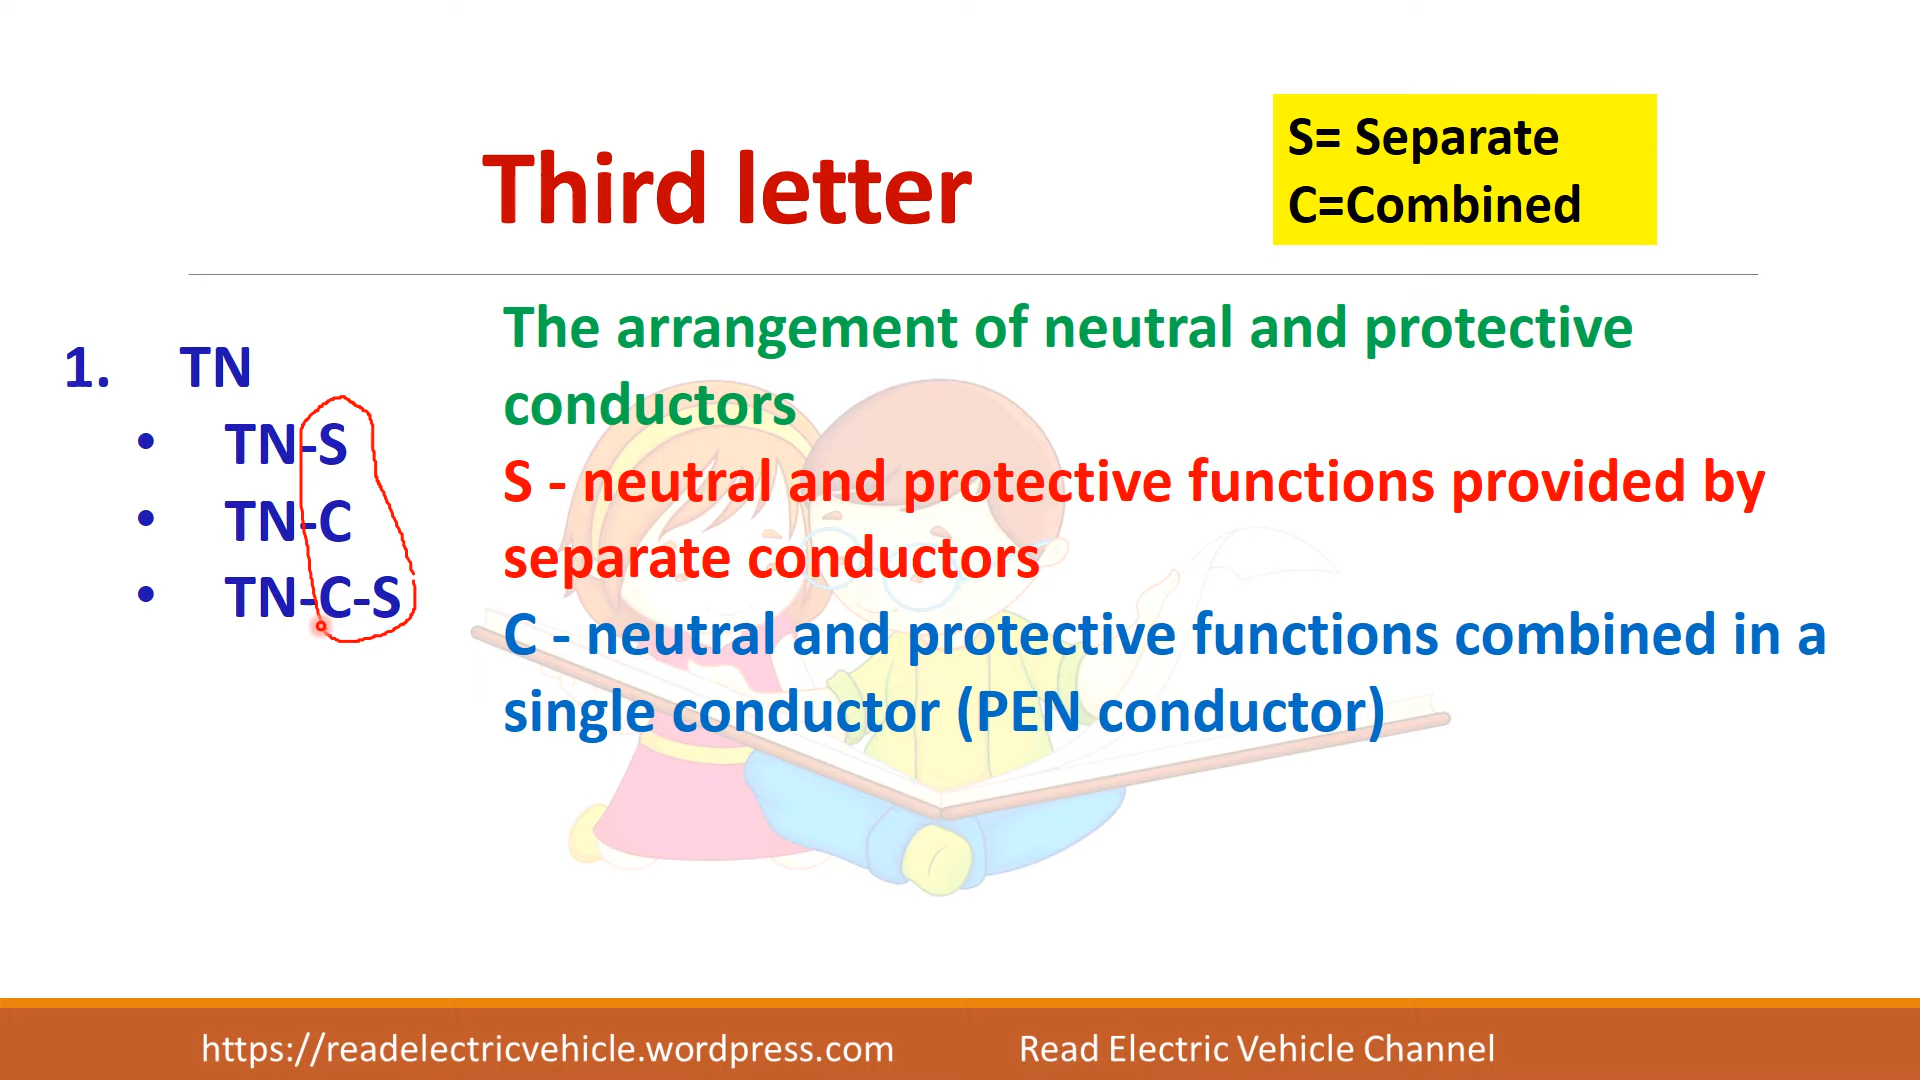 Third letter
S= Separate
C=Combined
1. TN
• TN-S
• TN-C
• TN-C-S
The arrangement of neutral and protective
conductors
S - neutral and protective functions provided by
separate conductors
C - neutral and protective functions combined in a
single conductor (PEN conductor)
https://readelectricvehicle.wordpress.com
Read Electric Vehicle Channel